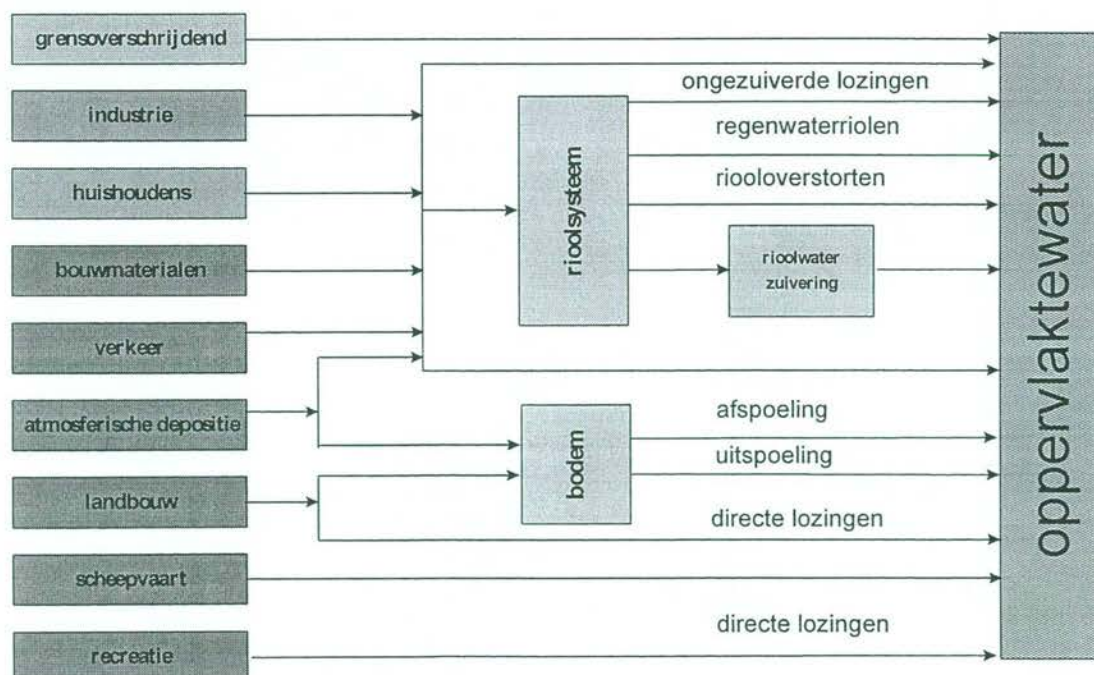 grensoverschrijdend
industrie
huishoudens
bouwmaterialen
verkeer
atmosferische depositie
landbouw
scheepvaart
recreatie
rioolsysteem
bodem
ongezuiverde lozingen
regenwaterriolen
riooloverstorten
rioolwater
zuivering
afspoeling
uitspoeling
directe lozingen
directe lozingen
oppervlaktewater